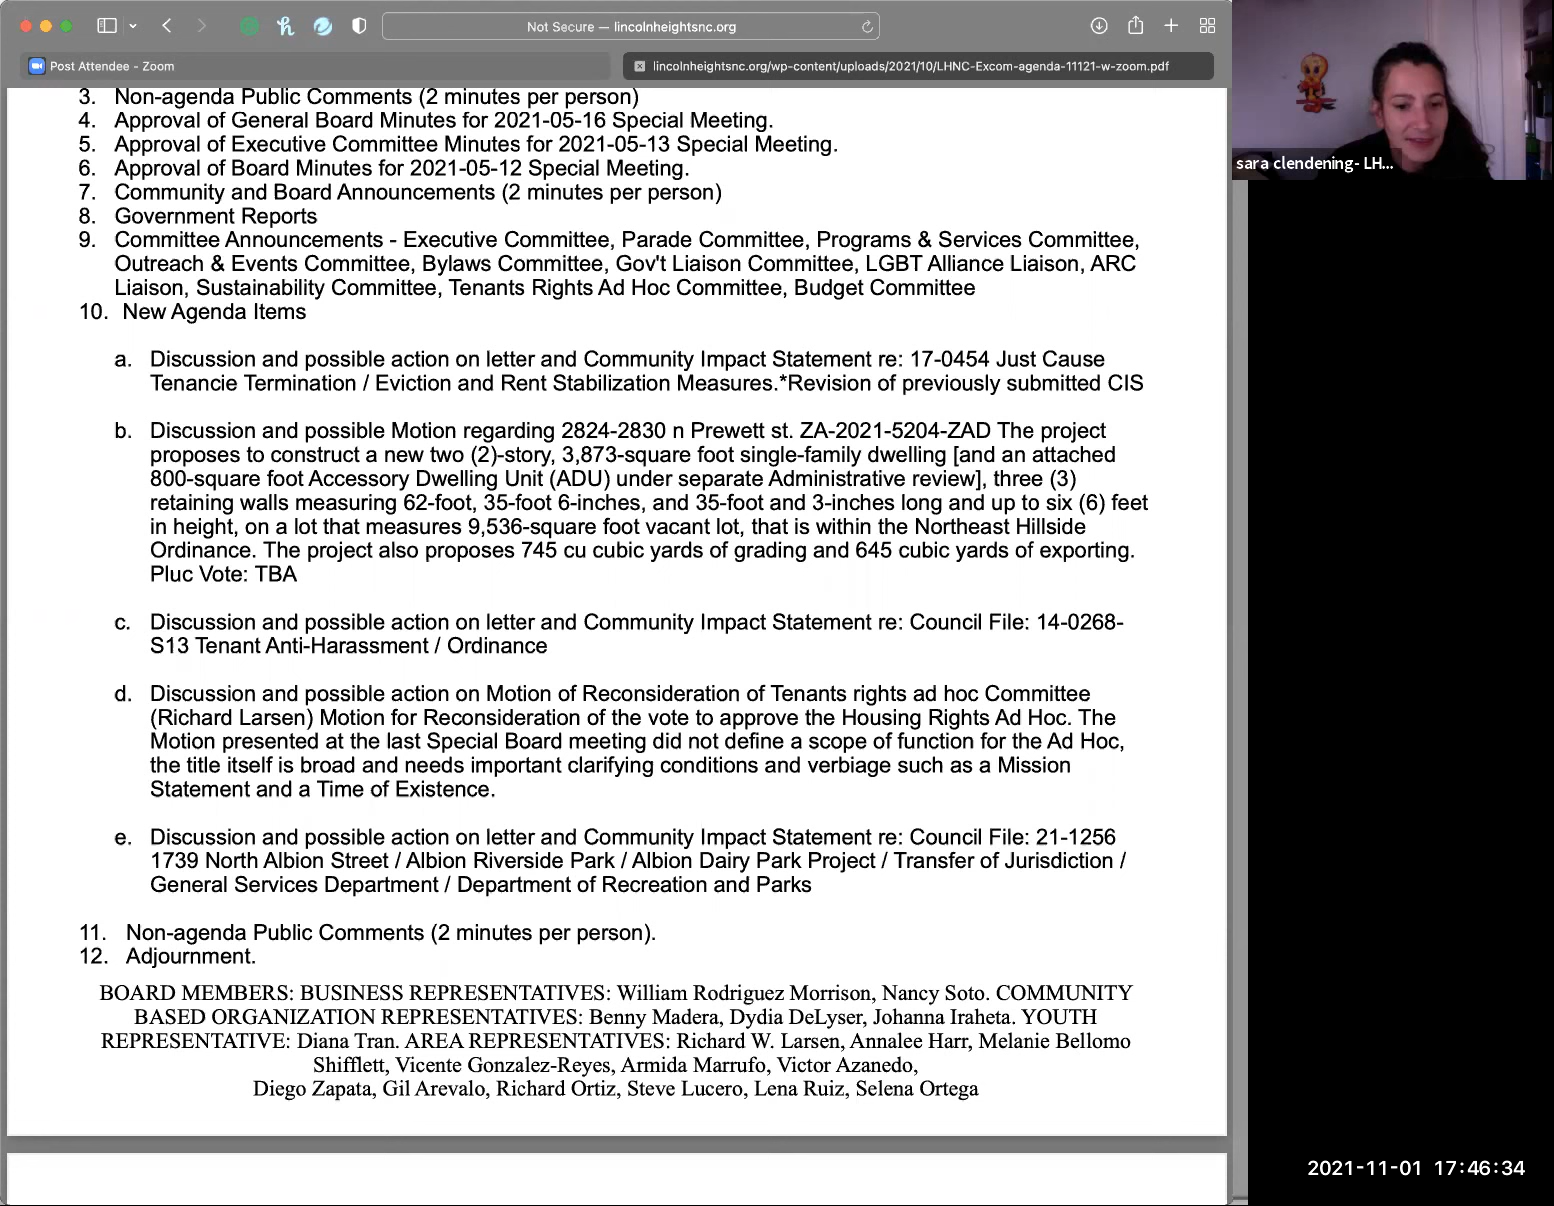 Not Secure — lincolnheightsnc.org
Post Attendee - Zoom
lincolnheightsnc.org/wp-content/uploads/2021/10/LHNC-Excom-agenda-11121-w-zoom.pdf
sara clendening- LH...
3. Non-agenda Public Comments (2 minutes per person)
4. Approval of General Board Minutes for 2021-05-16 Special Meeting.
5. Approval of Executive Committee Minutes for 2021-05-13 Special Meeting.
6. Approval of Board Minutes for 2021-05-12 Special Meeting.
7. Community and Board Announcements (2 minutes per person)
8. Government Reports
9. Committee Announcements - Executive Committee, Parade Committee, Programs & Services Committee,
Outreach & Events Committee, Bylaws Committee, Gov't Liaison Committee, LGBT Alliance Liaison, ARC
Liaison, Sustainability Committee, Tenants Rights Ad Hoc Committee, Budget Committee
10. New Agenda Items
a. Discussion and possible action on letter and Community Impact Statement re: 17-0454 Just Cause
Tenancie Termination / Eviction and Rent Stabilization Measures.*Revision of previously submitted CIS
b. Discussion and possible Motion regarding 2824-2830 n Prewett st. ZA-2021-5204-ZAD The project
proposes to construct a new two (2)-story, 3,873-square foot single-family dwelling [and an attached
800-square foot Accessory Dwelling Unit (ADU) under separate Administrative review], three (3)
retaining walls measuring 62-foot, 35-foot 6-inches, and 35-foot and 3-inches long and up to six (6) feet
in height, on a lot that measures 9,536-square foot vacant lot, that is within the Northeast Hillside
Ordinance. The project also proposes 745 cu cubic yards of grading and 645 cubic yards of exporting.
Pluc Vote: TBA
c. Discussion and possible action on letter and Community Impact Statement re: Council File: 14-0268-
S13 Tenant Anti-Harassment / Ordinance
d. Discussion and possible action on Motion of Reconsideration of Tenants rights ad hoc Committee
(Richard Larsen) Motion for Reconsideration of the vote to approve the Housing Rights Ad Hoc. The
Motion presented at the last Special Board meeting did not define a scope of function for the Ad Hoc,
the title itself is broad and needs important clarifying conditions and verbiage such as a Mission
Statement and a Time of Existence.
e. Discussion and possible action on letter and Community Impact Statement re: Council File: 21-1256
1739 North Albion Street / Albion Riverside Park / Albion Dairy Park Project / Transfer of Jurisdiction /
General Services Department / Department of Recreation and Parks
11. Non-agenda Public Comments (2 minutes per person).
12. Adjournment.
BOARD MEMBERS: BUSINESS REPRESENTATIVES: William Rodriguez Morrison, Nancy Soto. COMMUNITY
BASED ORGANIZATION REPRESENTATIVES: Benny Madera, Dydia DeLyser, Johanna Iraheta. YOUTH
REPRESENTATIVE: Diana Tran. AREA REPRESENTATIVES: Richard W. Larsen, Annalee Harr, Melanie Bellomo
Shifflett, Vicente Gonzalez-Reyes, Armida Marrufo, Victor Azanedo,
Diego Zapata, Gil Arevalo, Richard Ortiz, Steve Lucero, Lena Ruiz, Selena Ortega
2021-11-01 17:46:34